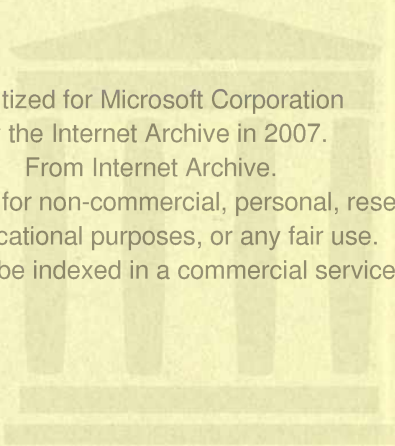 tized for Microsoft Corporation
the Internet Archive in 2007.
From Internet Archive.
for non-commercial, personal, rese
cational purposes, or any fair use.
be indexed in a commercial service